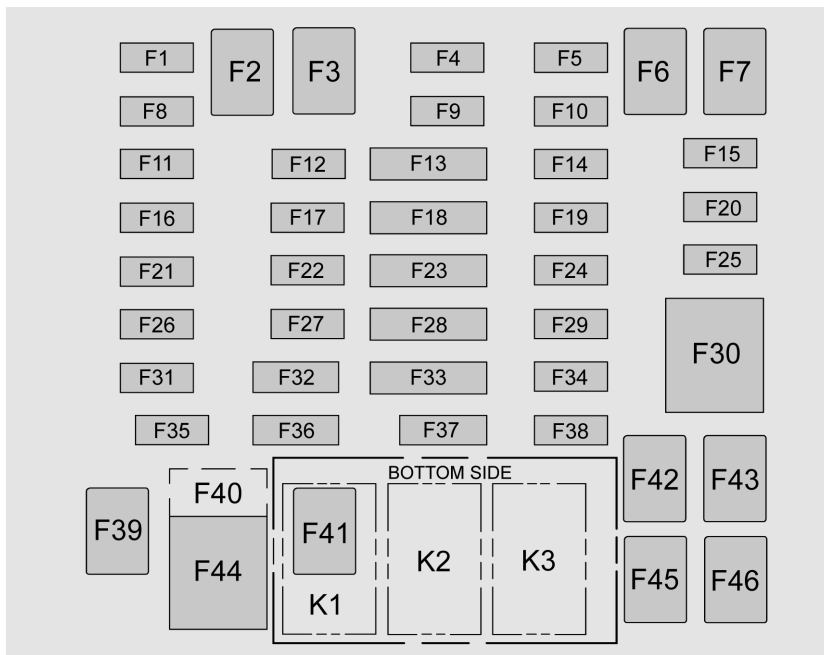 F1 F2 F3 F4 F5 F6 F7
F8 F9 F10
F11 F12 F13 F14 F15
F16 F17 F18 F19 F20
F21 F22 F23 F24 F25
F26 F27 F28 F29 F30
F31 F32 F33 F34
F35 F36 F37 F38
BOTTOM SIDE
F39 F40 F41 F42 F43
F44 K1 K2 K3 F45 F46